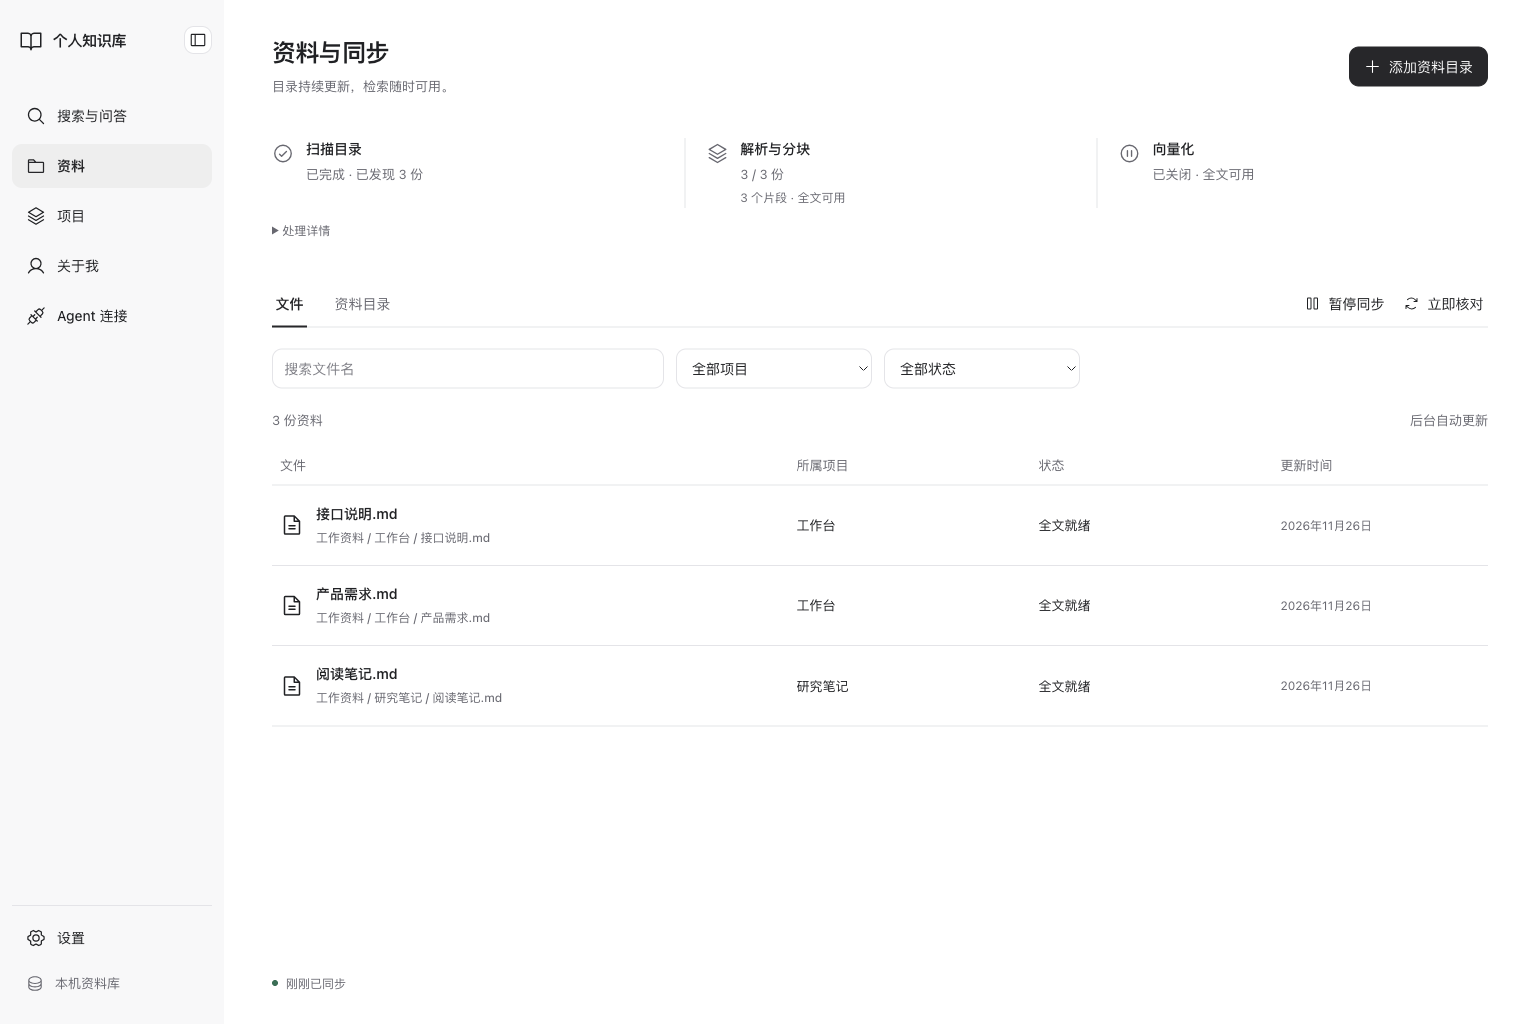 个人知识库
搜索与问答
资料
项目
关于我
Agent 连接
设置
本机资料库
资料与同步
目录持续更新，检索随时可用。
添加资料目录
扫描目录
已完成 · 已发现 3 份
解析与分块
3 / 3 份
3 个片段 · 全文可用
向量化
已关闭 · 全文可用
处理详情
文件 资料目录 暂停同步 立即核对
搜索文件名 全部项目 全部状态
3 份资料 后台自动更新
文件 所属项目 状态 更新时间
接口说明.md
工作资料 / 工作台 / 接口说明.md 工作台 全文就绪 2026年11月26日
产品需求.md
工作资料 / 工作台 / 产品需求.md 工作台 全文就绪 2026年11月26日
阅读笔记.md
工作资料 / 研究笔记 / 阅读笔记.md 研究笔记 全文就绪 2026年11月26日
刚刚已同步